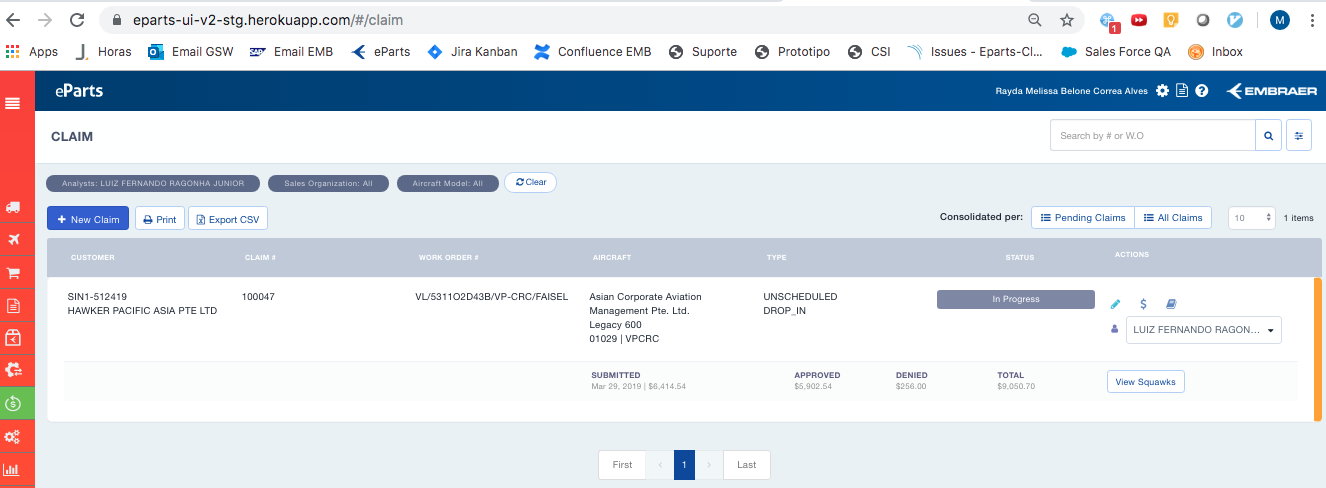 eparts-ui-v2-stg.herokuapp.com/#/claim
1
M
Apps
Horas
Email GSW
Email EMB
eParts
Jira Kanban
Confluence EMB
Suporte
Prototipo
CSI
Issues - Eparts-Cl...
Sales Force QA
Inbox
eParts
Rayda Melissa Belone Correa Alves
EMBRAER
CLAIM
Search by # or W.O
Analysts: LUIZ FERNANDO RAGONHA JUNIOR
Sales Organization: All
Aircraft Model: All
Clear
New Claim
Print
Export CSV
Consolidated per:
Pending Claims
All Claims
10
1 items
CUSTOMER
CLAIM #
WORK ORDER #
AIRCRAFT
TYPE
STATUS
ACTIONS
SIN1-512419
HAWKER PACIFIC ASIA PTE LTD
100047
VL/5311O2D43B/VP-CRC/FAISEL
Asian Corporate Aviation
Management Pte. Ltd.
Legacy 600
01029 | VPCRC
UNSCHEDULED
DROP_IN
In Progress
$
LUIZ FERNANDO RAGON...
SUBMITTED
Mar 29, 2019 | $6,414.54
APPROVED
$5,902.54
DENIED
$256.00
TOTAL
$9,050.70
View Squawks
First
‹
1
›
Last